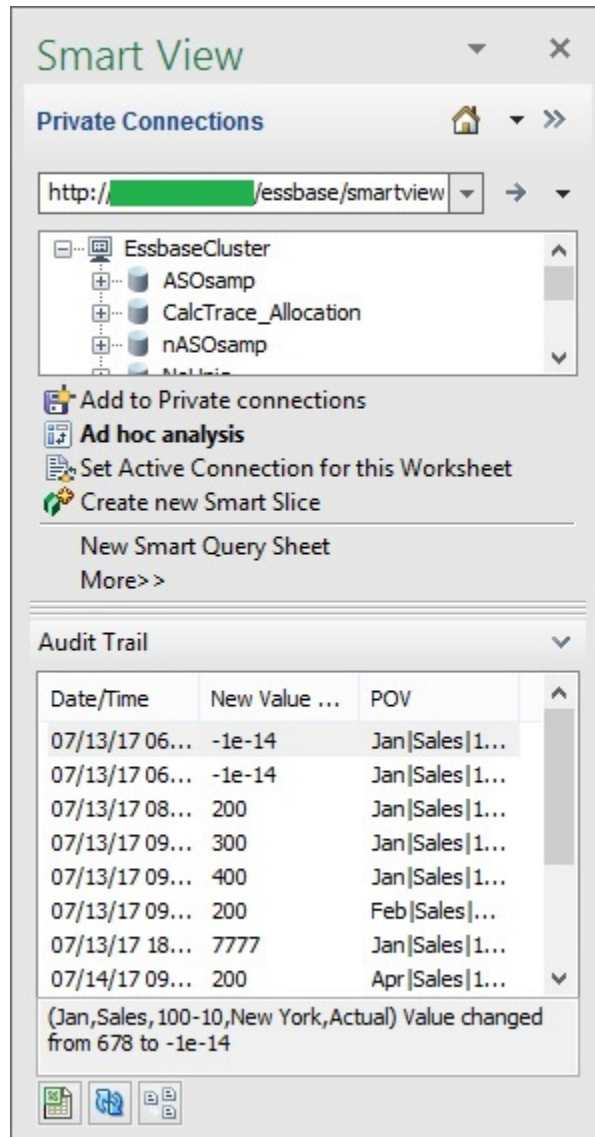 Smart View
Private Connections
http:// /essbase/smartview
EssbaseCluster
ASOsamp
CalcTrace_Allocation
nASOsamp
Add to Private connections
Ad hoc analysis
Set Active Connection for this Worksheet
Create new Smart Slice
New Smart Query Sheet
More>>
Audit Trail
Date/Time New Value ... POV
07/13/17 06... -1e-14 Jan|Sales|1...
07/13/17 06... -1e-14 Jan|Sales|1...
07/13/17 08... 200 Jan|Sales|1...
07/13/17 09... 300 Jan|Sales|1...
07/13/17 09... 400 Jan|Sales|1...
07/13/17 09... 200 Feb|Sales|...
07/13/17 18... 7777 Jan|Sales|1...
07/14/17 09... 200 Apr|Sales|1...
(Jan,Sales,100-10,New York,Actual) Value changed
from 678 to -1e-14